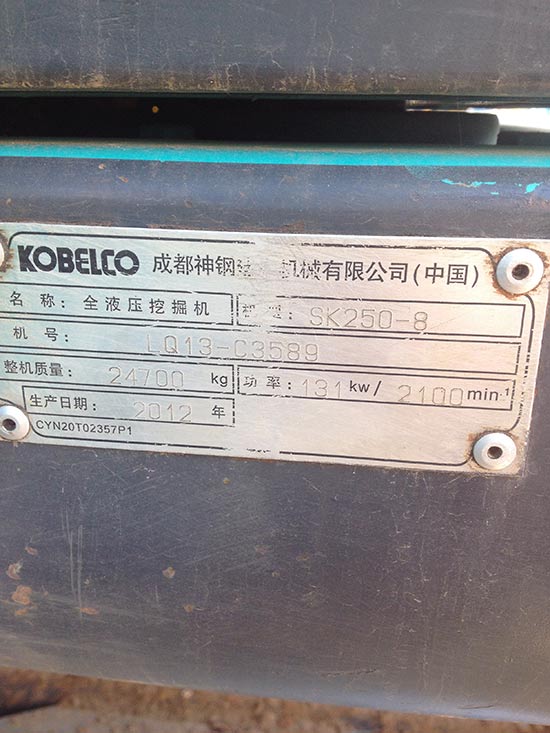 KOBELCO 成都神钢 机械有限公司(中国)
名 称: 全液压挖掘机 : SK250-8
机 号: LQ13-C3589
整机质量: 24700 kg 功 率: 131 kw/ 2100 min⁻¹
生产日期: 2012 年
CYN20T02357P1